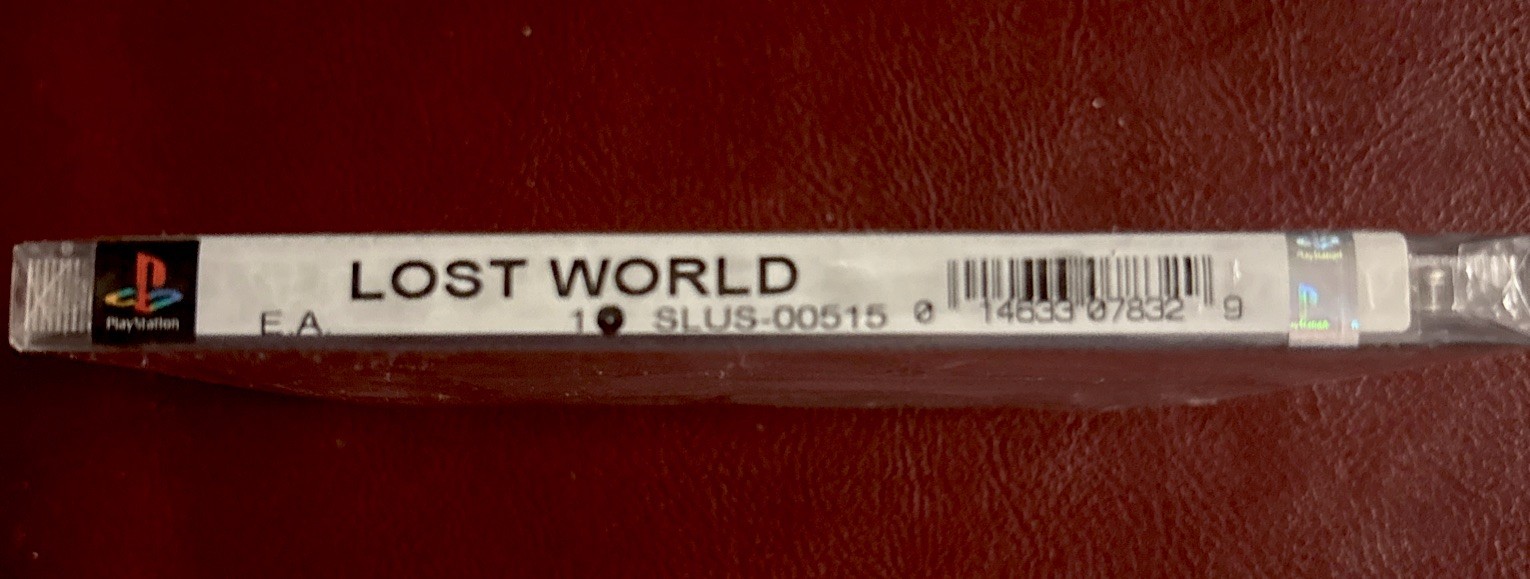 PlayStation
LOST WORLD
E.A.
1 SLUS-00515
0 14633 07832 9